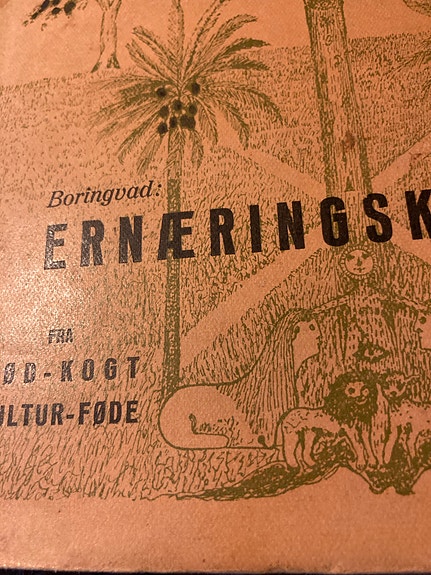 Boringvad:
ERNÆRINGSK
FRA
ØD-KOGT
ULTUR-FØDE